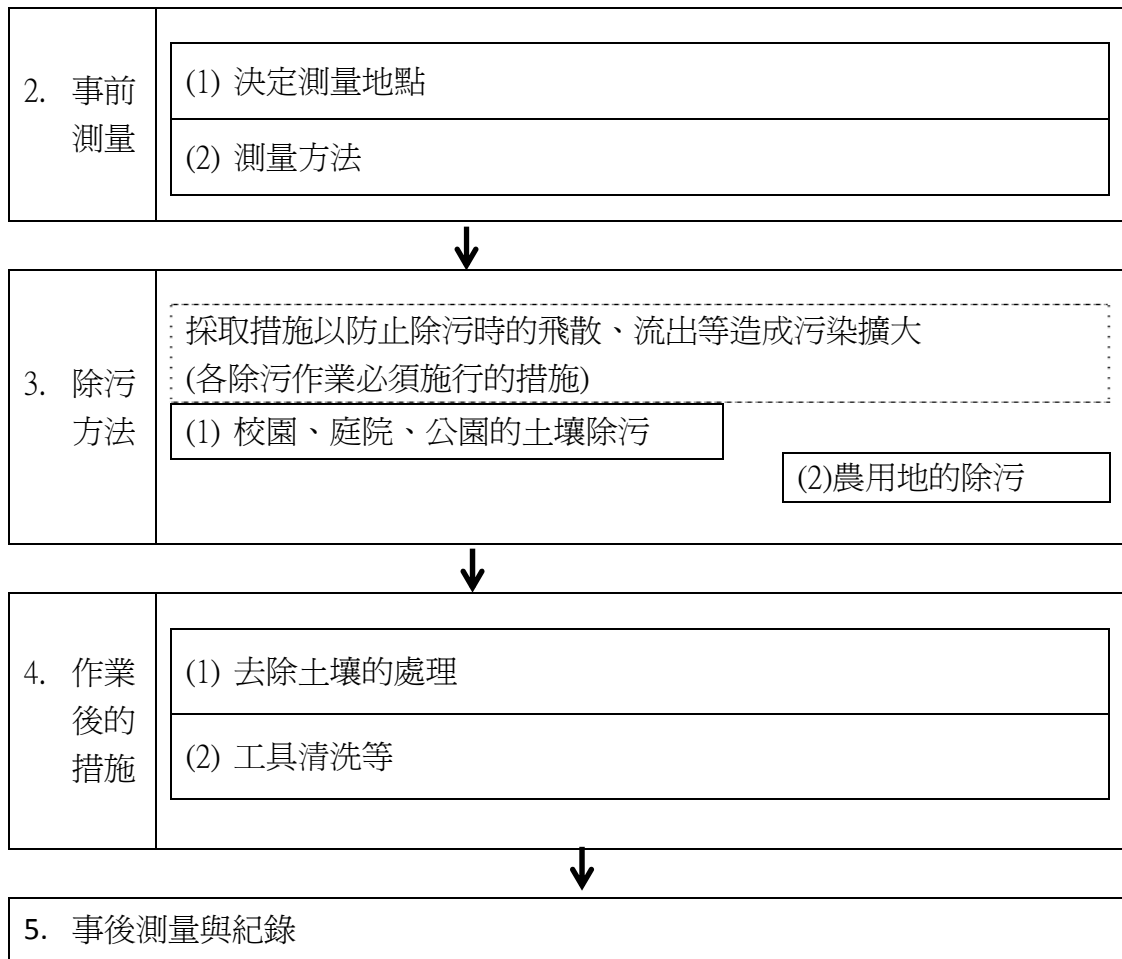 2. 事前
測量
(1) 決定測量地點
(2) 測量方法
3. 除污
方法
採取措施以防止除污時的飛散、流出等造成污染擴大
(各除污作業必須施行的措施)
(1) 校園、庭院、公園的土壤除污
(2)農用地的除污
4. 作業
後的
措施
(1) 去除土壤的處理
(2) 工具清洗等
5. 事後測量與紀錄